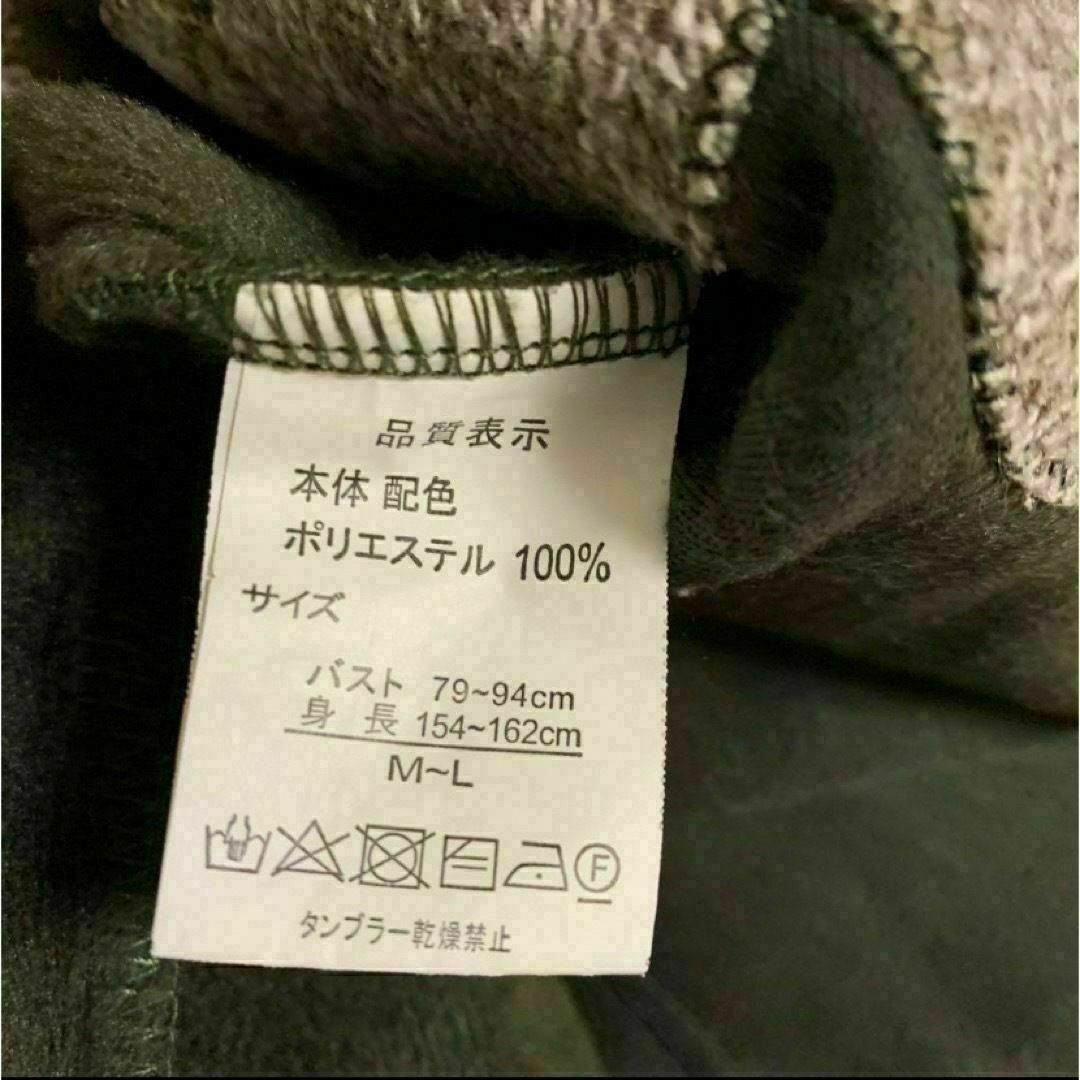 品質表示
本体 配色
ポリエステル 100%
サイズ
バスト 79~94cm
身 長 154~162cm
M~L
F
タンブラー乾燥禁止